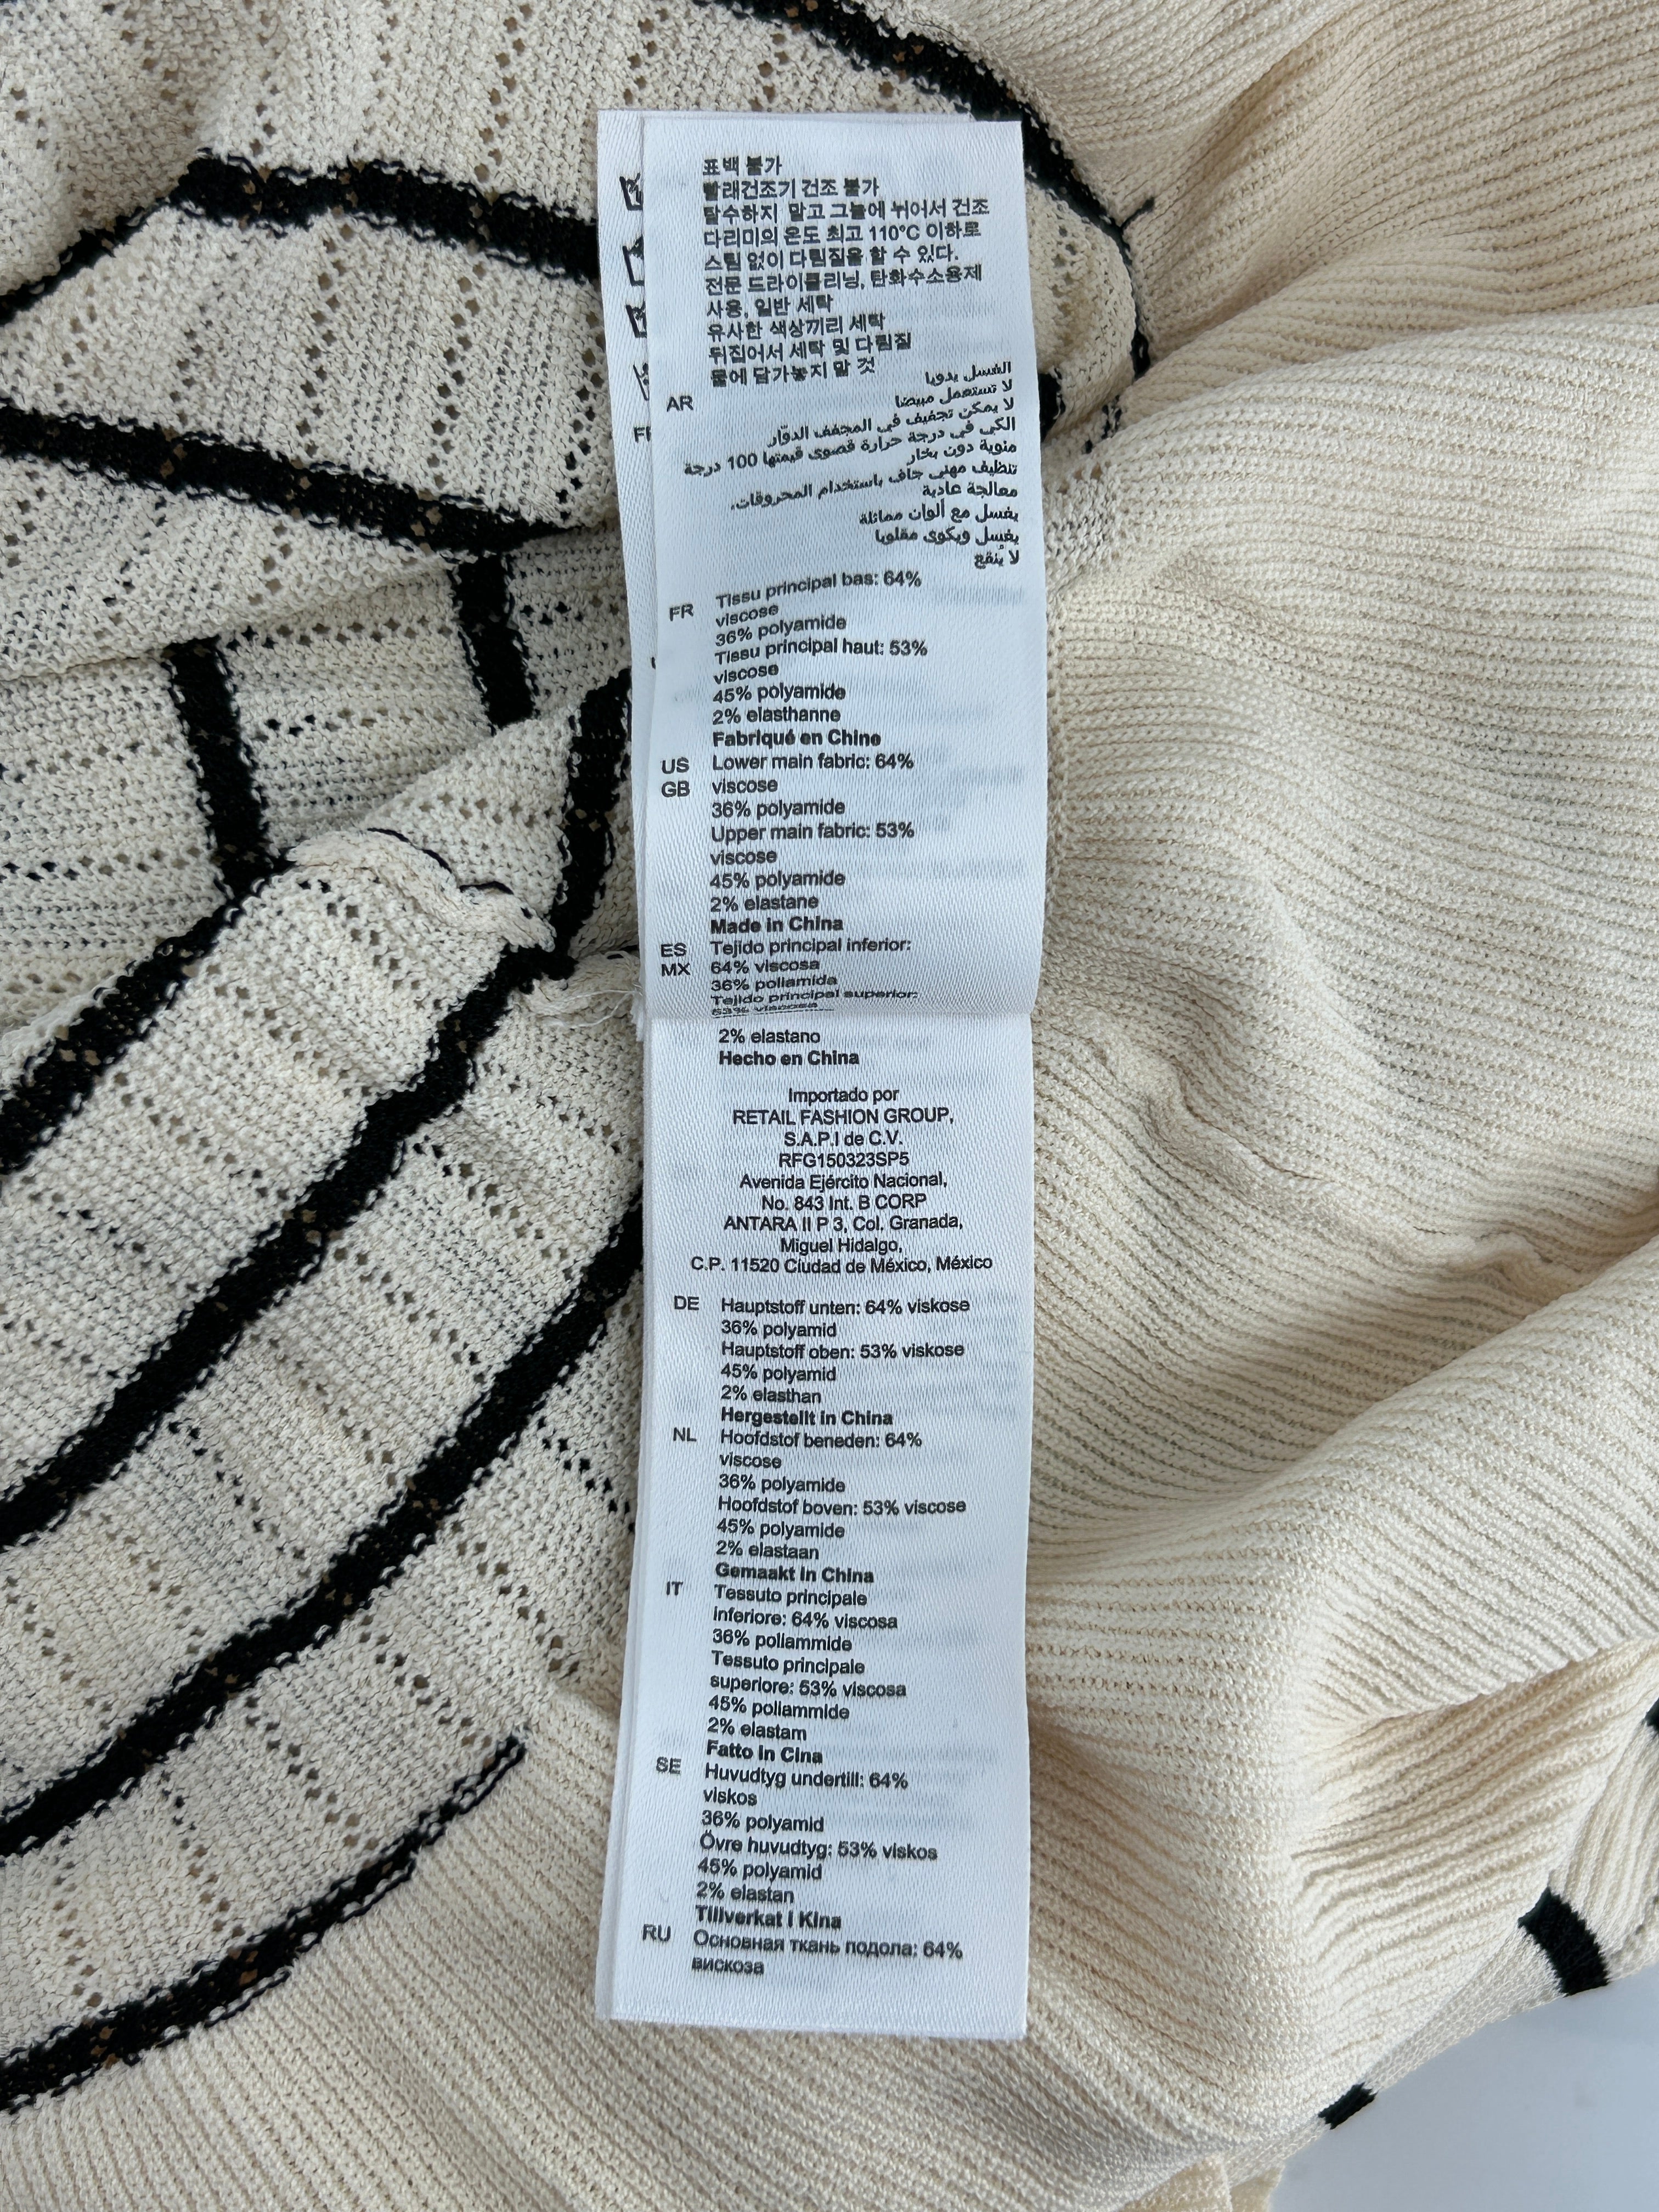 표백 불가
빨래건조기 건조 불가
탈수하지 말고 그늘에 뉘어서 건조
다리미의 온도 최고 110°C 이하로
스팀 없이 다림질을 할 수 있다.
전문 드라이클리닝, 탄화수소용제
사용, 일반 세탁
유사한 색상끼리 세탁
뒤집어서 세탁 및 다림질
물에 담가놓지 말 것
AR الغسل يدويا
لا تستعمل مبيضا
لا يمكن تجفيف في المجفف الدوّار
الكي في درجة حرارة قصوى قيمتها 100 درجة
مئوية دون بخار
تنظيف مهني جاف باستخدام المحروقات.
معالجة عادية
يغسل مع ألوان مماثلة
يغسل ويكوى مقلوبا
لا يُنقع
FR Tissu principal bas: 64%
viscose
36% polyamide
Tissu principal haut: 53%
viscose
45% polyamide
2% elasthanne
Fabriqué en Chine
US Lower main fabric: 64%
GB viscose
36% polyamide
Upper main fabric: 53%
viscose
45% polyamide
2% elastane
Made in China
ES Tejido principal inferior:
MX 64% viscosa
36% poliamida
Tejido principal superior:
53% viscosa
2% elastano
Hecho en China
Importado por
RETAIL FASHION GROUP,
S.A.P.I de C.V.
RFG150323SP5
Avenida Ejército Nacional,
No. 843 Int. B CORP
ANTARA II P 3, Col. Granada,
Miguel Hidalgo,
C.P. 11520 Ciudad de México, México
DE Hauptstoff unten: 64% viskose
36% polyamid
Hauptstoff oben: 53% viskose
45% polyamid
2% elasthan
Hergestellt in China
NL Hoofdstof beneden: 64%
viscose
36% polyamide
Hoofdstof boven: 53% viscose
45% polyamide
2% elastaan
Gemaakt in China
IT Tessuto principale
inferiore: 64% viscosa
36% poliammide
Tessuto principale
superiore: 53% viscosa
45% poliammide
2% elastam
Fatto in Cina
SE Huvudtyg undertill: 64%
viskos
36% polyamid
Övre huvudtyg: 53% viskos
45% polyamid
2% elastan
Tillverkat i Kina
RU Основная ткань подола: 64%
вискоза